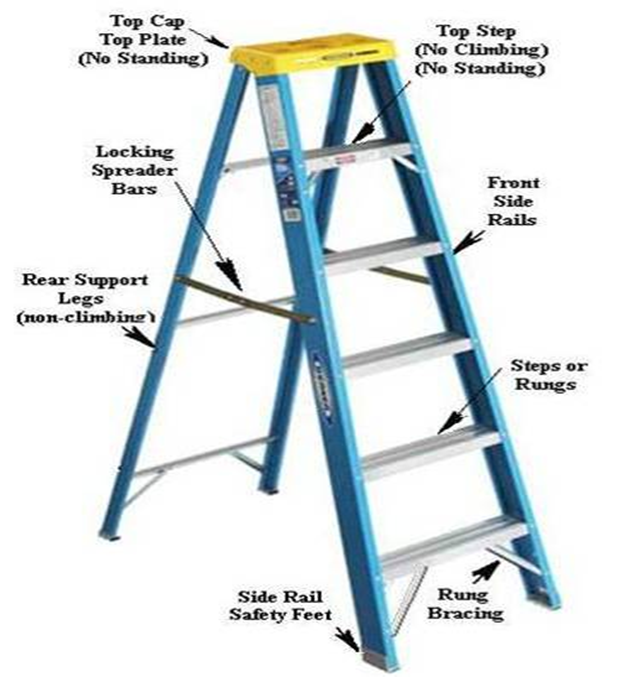 Top Cap
Top Plate
(No Standing)
Top Step
(No Climbing)
(No Standing)
Locking
Spreader
Bars
Front
Side
Rails
Rear Support
Legs
(non-climbing)
Steps or
Rungs
Side Rail
Safety Feet
Rung
Bracing